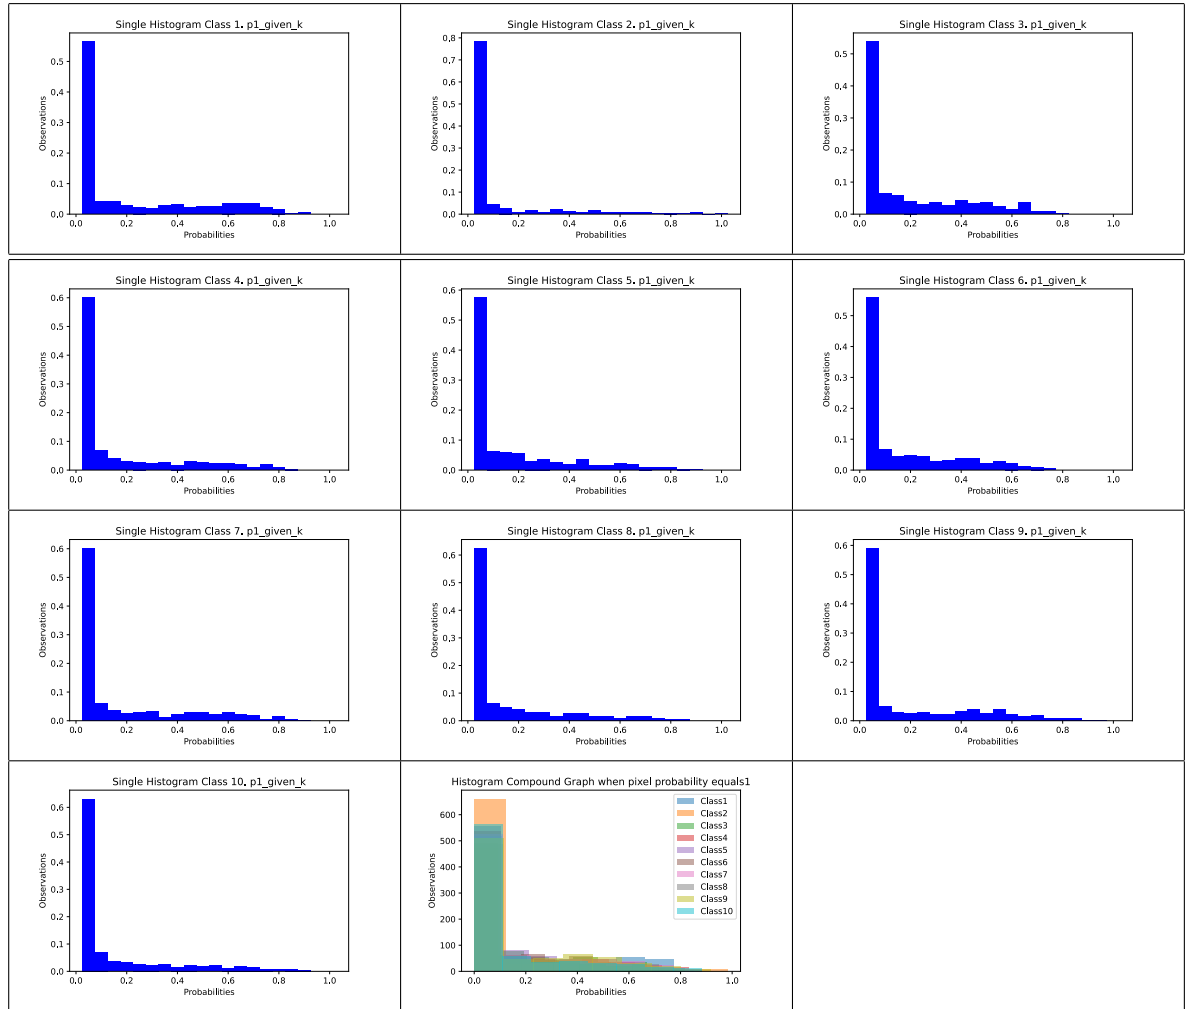 Single Histogram Class 1. p1_given_k
Observations
0.5
0.4
0.3
0.2
0.1
0.0
0.0 0.2 0.4 0.6 0.8 1.0
Probabilities
Single Histogram Class 2. p1_given_k
Observations
0.8
0.7
0.6
0.5
0.4
0.3
0.2
0.1
0.0
0.0 0.2 0.4 0.6 0.8 1.0
Probabilities
Single Histogram Class 3. p1_given_k
Observations
0.5
0.4
0.3
0.2
0.1
0.0
0.0 0.2 0.4 0.6 0.8 1.0
Probabilities
Single Histogram Class 4. p1_given_k
Observations
0.6
0.5
0.4
0.3
0.2
0.1
0.0
0.0 0.2 0.4 0.6 0.8 1.0
Probabilities
Single Histogram Class 5. p1_given_k
Observations
0.6
0.5
0.4
0.3
0.2
0.1
0.0
0.0 0.2 0.4 0.6 0.8 1.0
Probabilities
Single Histogram Class 6. p1_given_k
Observations
0.5
0.4
0.3
0.2
0.1
0.0
0.0 0.2 0.4 0.6 0.8 1.0
Probabilities
Single Histogram Class 7. p1_given_k
Observations
0.6
0.5
0.4
0.3
0.2
0.1
0.0
0.0 0.2 0.4 0.6 0.8 1.0
Probabilities
Single Histogram Class 8. p1_given_k
Observations
0.6
0.5
0.4
0.3
0.2
0.1
0.0
0.0 0.2 0.4 0.6 0.8 1.0
Probabilities
Single Histogram Class 9. p1_given_k
Observations
0.6
0.5
0.4
0.3
0.2
0.1
0.0
0.0 0.2 0.4 0.6 0.8 1.0
Probabilities
Single Histogram Class 10. p1_given_k
Observations
0.6
0.5
0.4
0.3
0.2
0.1
0.0
0.0 0.2 0.4 0.6 0.8 1.0
Probabilities
Histogram Compound Graph when pixel probability equals1
Observations
600
500
400
300
200
100
0
Class1
Class2
Class3
Class4
Class5
Class6
Class7
Class8
Class9
Class10
0.0 0.2 0.4 0.6 0.8 1.0
Probabilities